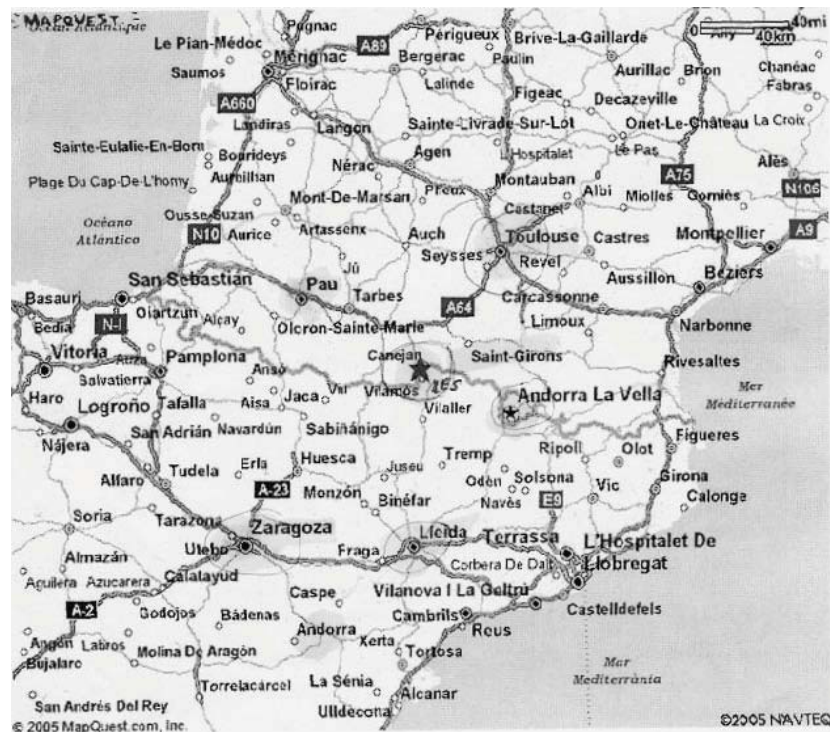 MAPQUEST
Pugnac
Périgueux
Brive-La-Gaillarde
40mi
0
40km
Le Pian-Médoc
A89
Bergerac
Paulin
Aurillac
Brion
Chanéac
Mérignac
Saumos
Floirac
Lalinde
Fabras
A660
Figeac
Decazeville
La Croix
Landiras
Langon
Sainte-Livrade-Sur-Lot
Onet-Le-Château
Sainte-Eulalie-En-Born
Bourideys
Agen
L'Hospitalet
Le Pas
Alès
Aureilhan
Nérac
A75
Plage Du Cap-De-L'homy
Montauban
Albi
N106
Mont-De-Marsan
Preux
Miolles
Gorniès
Ousse-Suzan
Castanet
Océano
Atlántico
N10
Aurice
Artassenx
Auch
Toulouse
Castres
Montpellier
A9
Seysses
Revel
Jû
Aussillon
Béziers
San Sebastián
Pau
Basauri
Tarbes
A64
Carcassonne
Bedia
N-I
Oiartzun
Oloron-Sainte-Marie
Limoux
Narbonne
Alçay
Vitoria
Auza
Pamplona
Canejan
Saint-Girons
Rivesaltes
Salvatierra
Ansó
Mer
Méditerranée
Haro
Aisa
Jaca
Vilamòs
Andorra La Vella
Logroño
Tafalla
Vilaller
San Adrián
Navardún
Sabiñánigo
Figueres
Nájera
Tremp
Ripoll
Olot
Alfaro
Tudela
Erla
Huesca
Juseu
Odèn
Solsona
Girona
A-23
Monzón
Navès
Vic
Calonge
Soria
Binéfar
E9
Tarazona
Zaragoza
Lleida
Terrassa
L'Hospitalet De
Llobregat
Almazán
Utebo
Fraga
Corbera De Dalt
Aguilera
Azucarera
Calatayud
Vilanova I La Geltrú
A-2
Caspe
Castelldefels
Godojos
Bádenas
Cambrils
Reus
Angón
Labros
Andorra
Xerta
Bujalaro
Molina De Aragón
Tortosa
Mar
Mediterrània
Torrelacárcel
La Sénia
Alcanar
San Andrés Del Rey
Ulldecona
© 2005 MapQuest.com, Inc.
©2005 NAVTEQ